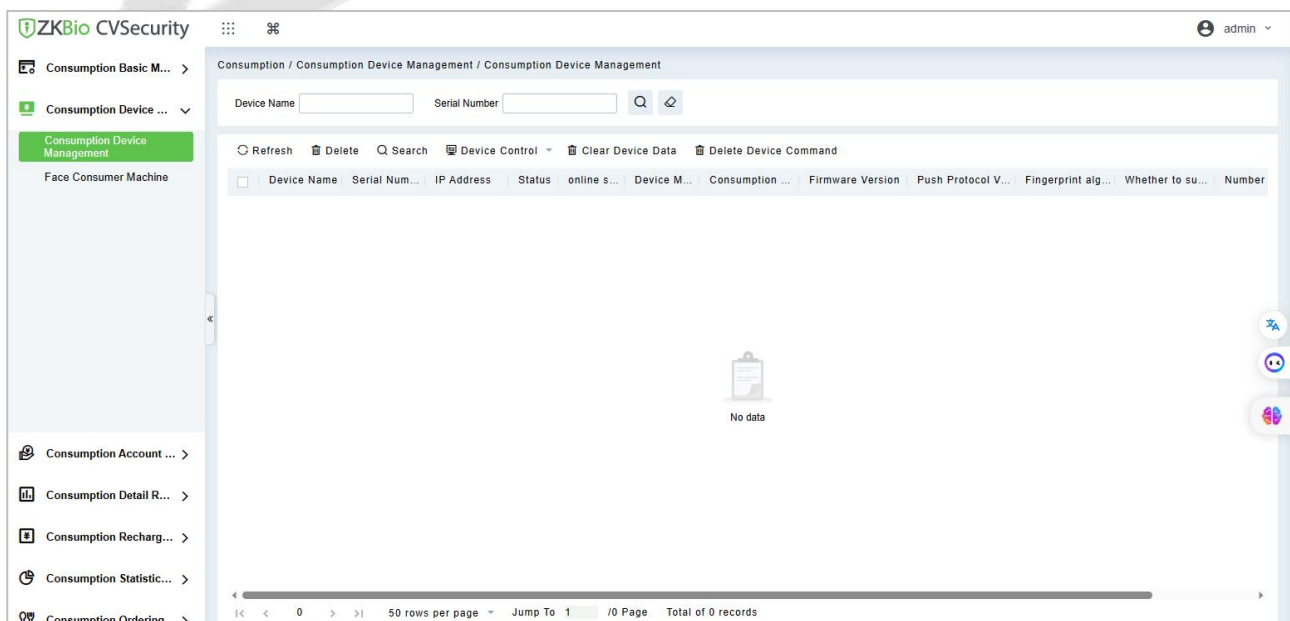 ZKBio CVSecurity
admin
Consumption Basic M...
Consumption Device ...
Consumption Device
Management
Face Consumer Machine
Consumption Account ...
Consumption Detail R...
Consumption Recharg...
Consumption Statistic...
Consumption Ordering
Consumption / Consumption Device Management / Consumption Device Management
Device Name Serial Number
Refresh Delete Search Device Control Clear Device Data Delete Device Command
Device Name Serial Num... IP Address Status online s... Device M... Consumption ... Firmware Version Push Protocol V... Fingerprint alg... Whether to su... Number
No data
0 50 rows per page Jump To 1 /0 Page Total of 0 records